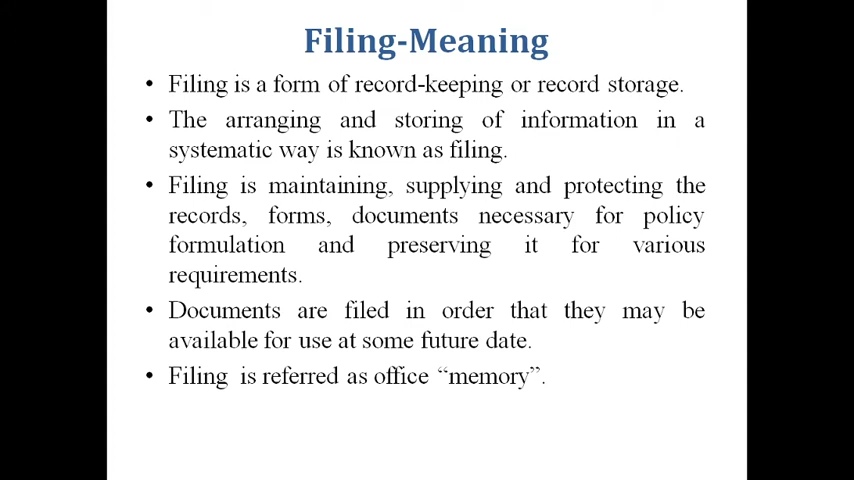 Filing-Meaning
• Filing is a form of record-keeping or record storage.
• The arranging and storing of information in a
systematic way is known as filing.
• Filing is maintaining, supplying and protecting the
records, forms, documents necessary for policy
formulation and preserving it for various
requirements.
• Documents are filed in order that they may be
available for use at some future date.
• Filing is referred as office “memory”.